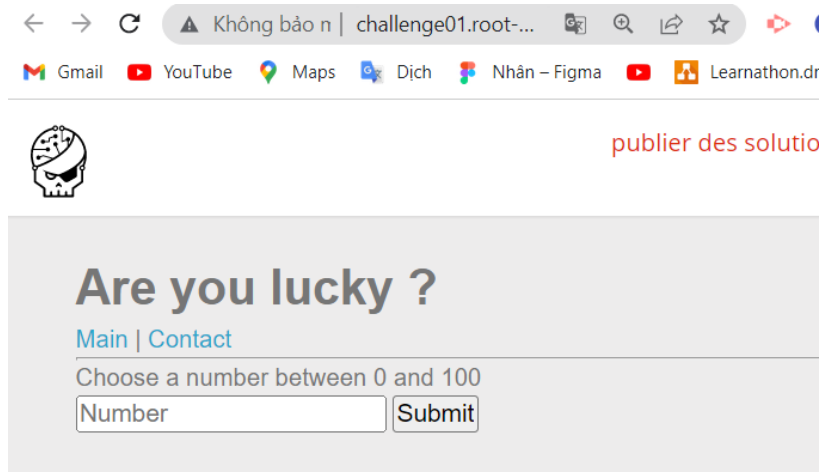 Không bảo n | challenge01.root-...
Gmail YouTube Maps Dịch Nhân – Figma Learnathon.dr
publier des solutio
Are you lucky ?
Main | Contact
Choose a number between 0 and 100
Number Submit